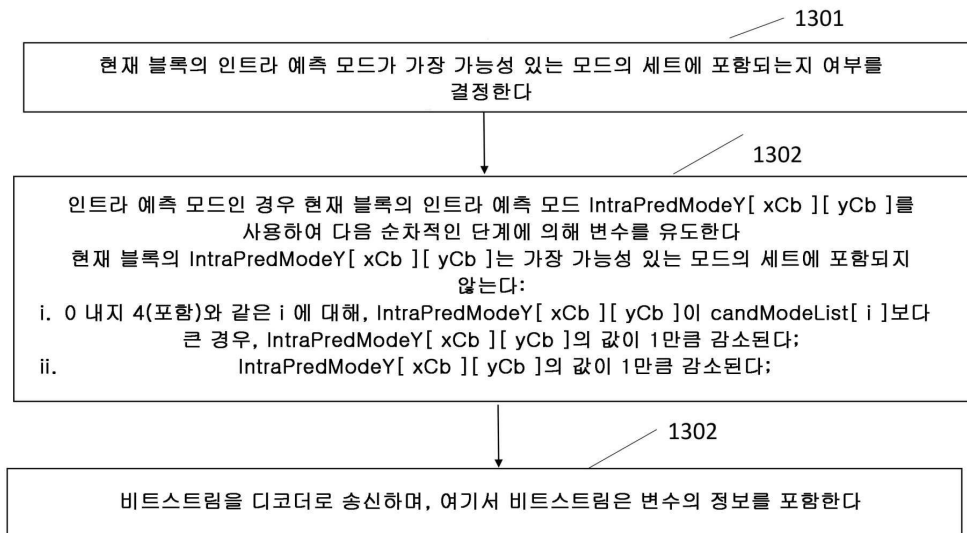 1301
현재 블록의 인트라 예측 모드가 가장 가능성 있는 모드의 세트에 포함되는지 여부를
결정한다
1302
인트라 예측 모드인 경우 현재 블록의 인트라 예측 모드 IntraPredModeY[ xCb ][ yCb ]를
사용하여 다음 순차적인 단계에 의해 변수를 유도한다
현재 블록의 IntraPredModeY[ xCb ][ yCb ]는 가장 가능성 있는 모드의 세트에 포함되지
않는다:
i. 0 내지 4(포함)와 같은 i 에 대해, IntraPredModeY[ xCb ][ yCb ]이 candModeList[ i ]보다
큰 경우, IntraPredModeY[ xCb ][ yCb ]의 값이 1만큼 감소된다;
ii. IntraPredModeY[ xCb ][ yCb ]의 값이 1만큼 감소된다;
1302
비트스트림을 디코더로 송신하며, 여기서 비트스트림은 변수의 정보를 포함한다